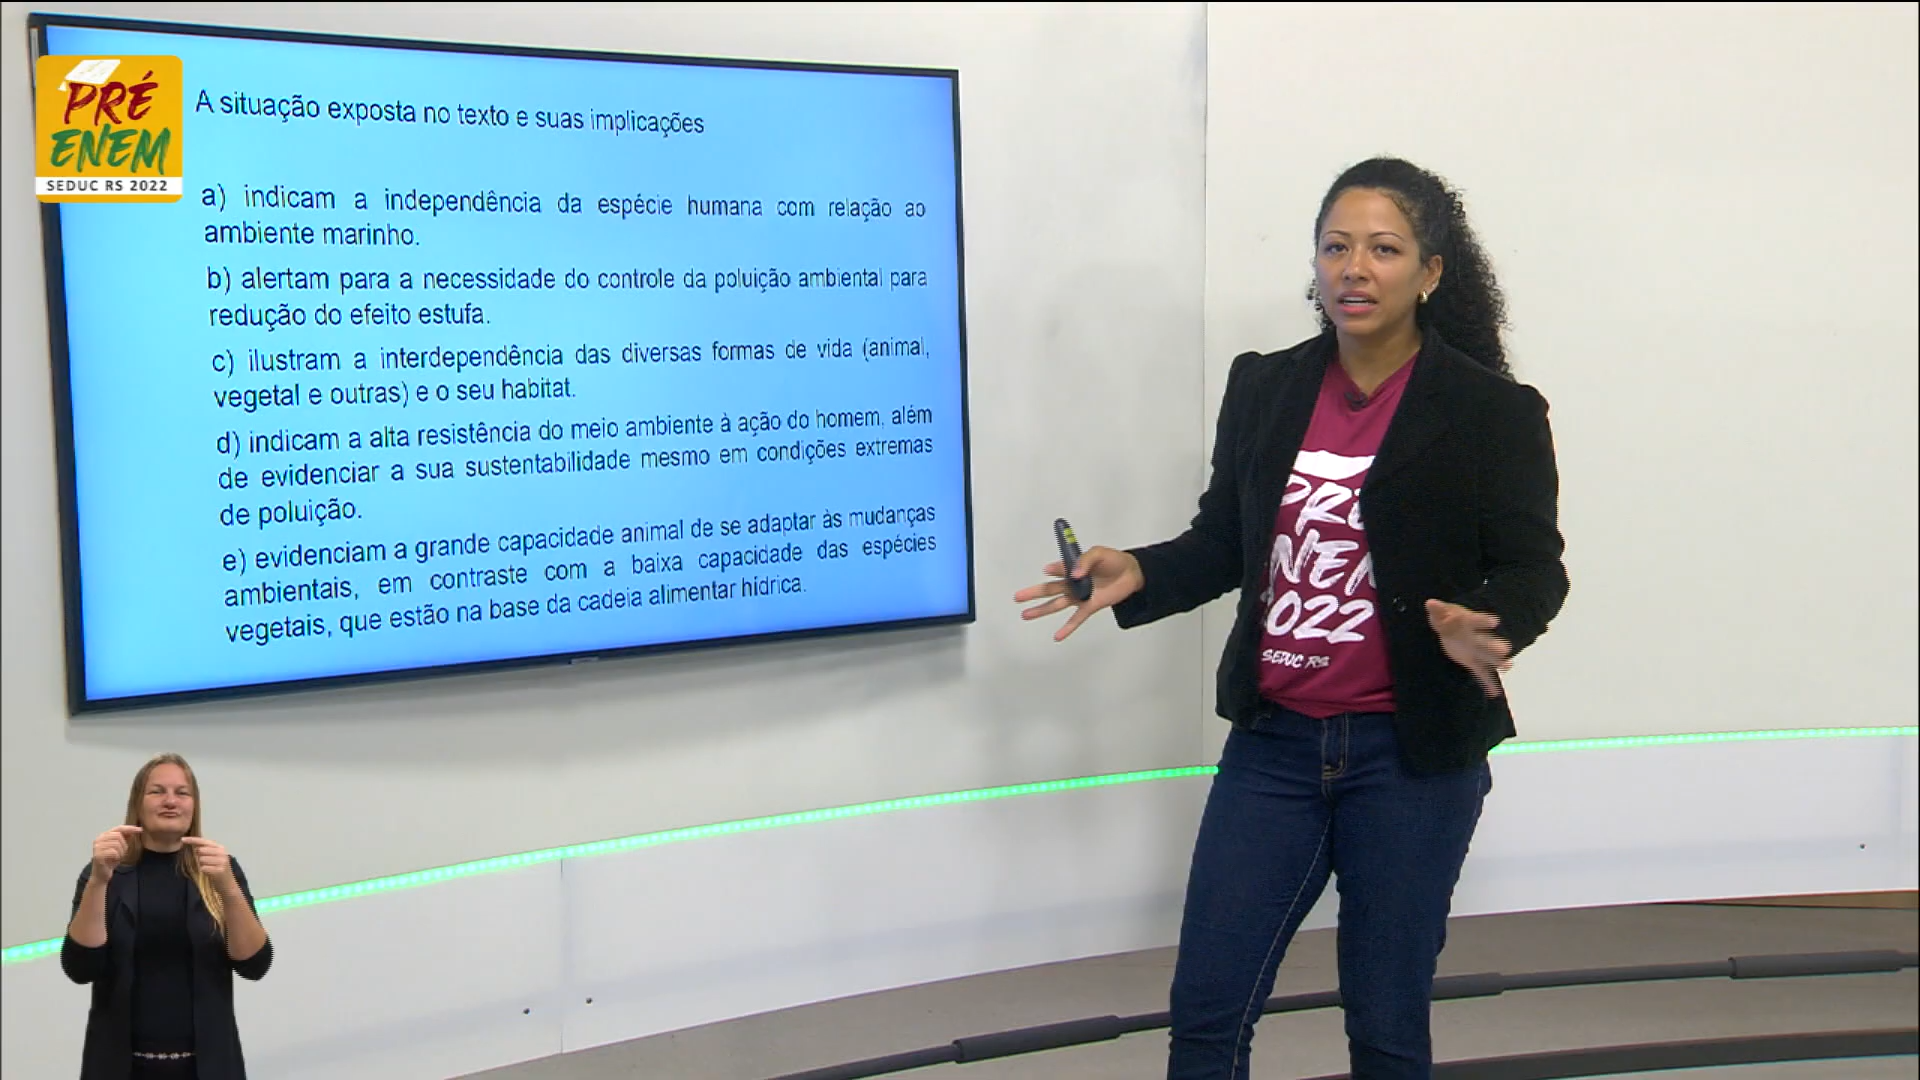 PRÉ
ENEM
SEDUC RS 2022
A situação exposta no texto e suas implicações
a) indicam a independência da espécie humana com relação ao
ambiente marinho.
b) alertam para a necessidade do controle da poluição ambiental para
redução do efeito estufa.
c) ilustram a interdependência das diversas formas de vida (animal,
vegetal e outras) e o seu habitat.
d) indicam a alta resistência do meio ambiente à ação do homem, além
de evidenciar a sua sustentabilidade mesmo em condições extremas
de poluição.
e) evidenciam a grande capacidade animal de se adaptar às mudanças
ambientais, em contraste com a baixa capacidade das espécies
vegetais, que estão na base da cadeia alimentar hídrica.
PRÉ
ENEM
2022
SEDUC RS